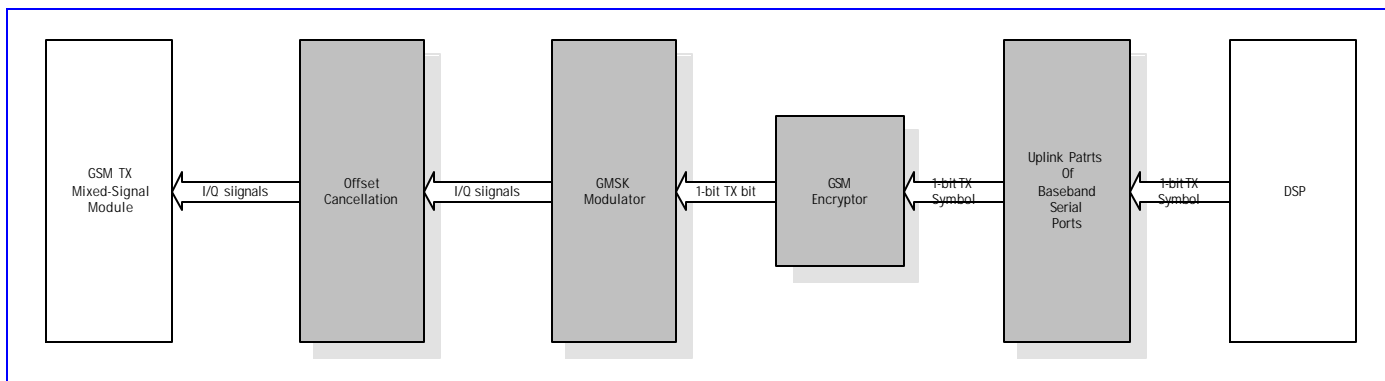 GSM TX
Mixed-Signal
Module
I/Q siignals
Offset
Cancellation
I/Q siignals
GMSK
Modulator
1-bit TX bit
GSM
Encryptor
1-bit TX
Symbol
Uplink Patrts
Of
Baseband
Serial
Ports
1-bit TX
Symbol
DSP